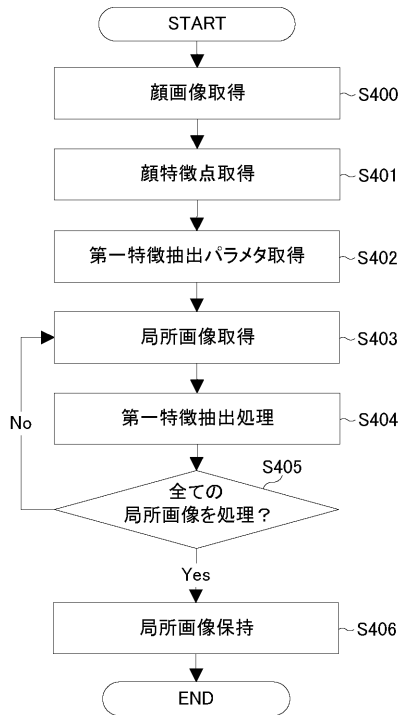 START
顔画像取得
S400
顔特徴点取得
S401
第一特徴抽出パラメタ取得
S402
局所画像取得
S403
第一特徴抽出処理
S404
No
S405
全ての
局所画像を処理？
Yes
局所画像保持
S406
END